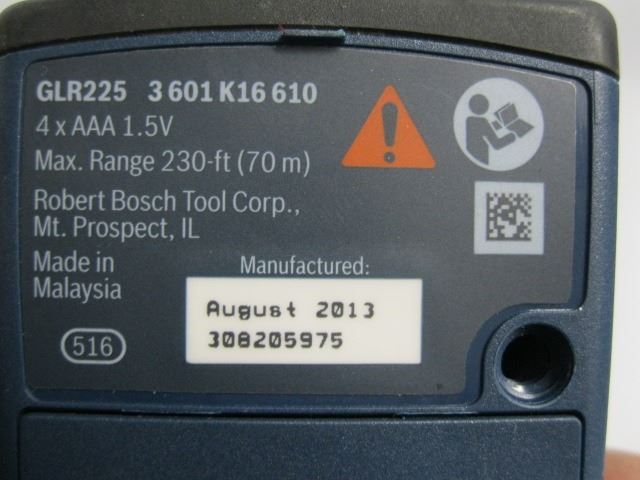 GLR225 3 601 K16 610
4 x AAA 1.5V
Max. Range 230-ft (70 m)
Robert Bosch Tool Corp.,
Mt. Prospect, IL
Made in
Malaysia
516
Manufactured:
August 2013
308205975